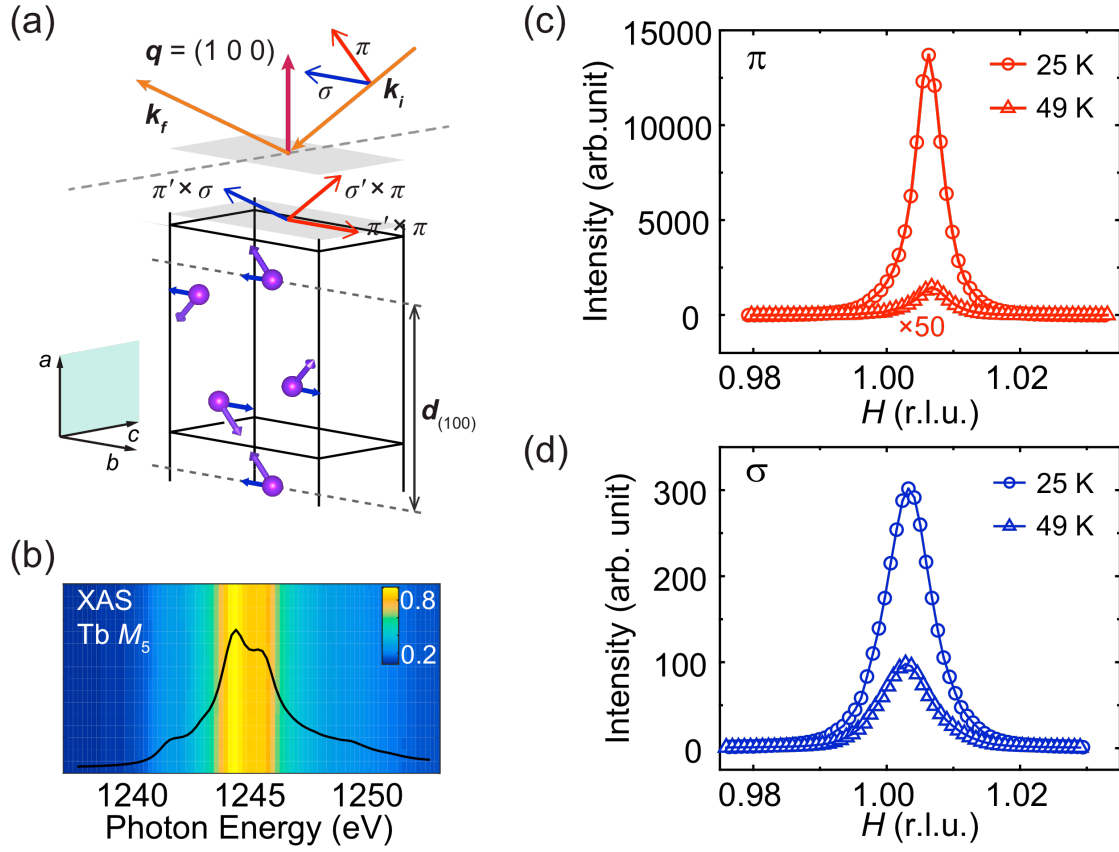 (a)
q = (1 0 0)
π
σ
k_i
k_f
π′ × σ
σ′ × π
π′ × π
d_(100)
a
c
b
(b)
XAS
Tb M_5
0.8
0.2
1240
1245
1250
Photon Energy (eV)
(c)
π
25 K
49 K
×50
15000
10000
5000
0
Intensity (arb.unit)
0.98
1.00
1.02
H (r.l.u.)
(d)
σ
25 K
49 K
300
200
100
0
Intensity (arb. unit)
0.98
1.00
1.02
H (r.l.u.)